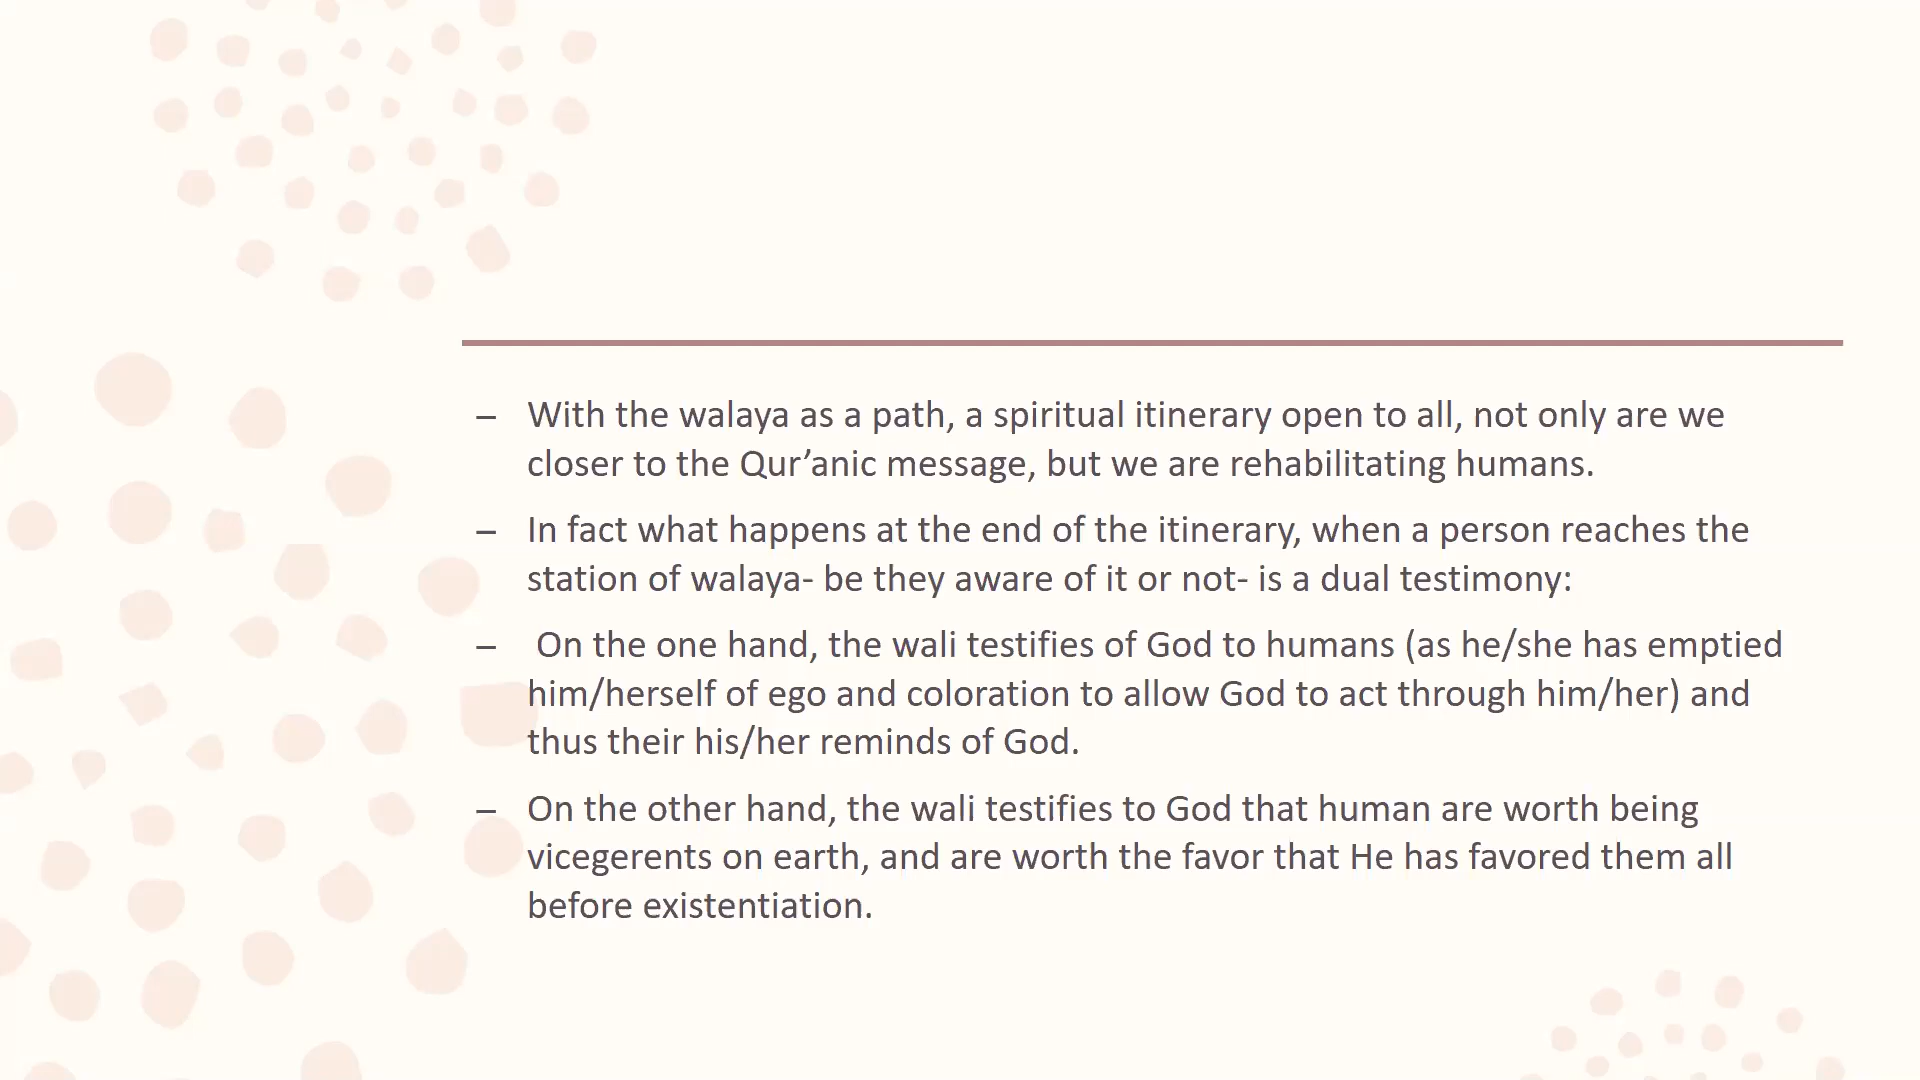 – With the walaya as a path, a spiritual itinerary open to all, not only are we
closer to the Qur’anic message, but we are rehabilitating humans.
– In fact what happens at the end of the itinerary, when a person reaches the
station of walaya- be they aware of it or not- is a dual testimony:
– On the one hand, the wali testifies of God to humans (as he/she has emptied
him/herself of ego and coloration to allow God to act through him/her) and
thus their his/her reminds of God.
– On the other hand, the wali testifies to God that human are worth being
vicegerents on earth, and are worth the favor that He has favored them all
before existentiation.